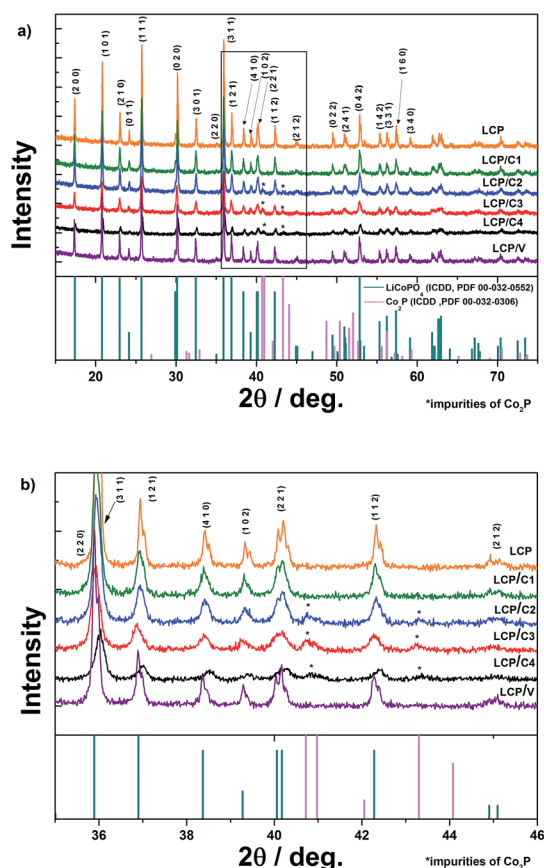 a)
(2 0 0)
(1 0 1)
(2 1 0)
(0 1 1)
(1 1 1)
(0 2 0)
(3 0 1)
(2 2 0)
(3 1 1)
(1 2 1)
(4 1 0)
(1 0 2)
(2 2 1)
(1 1 2)
(2 1 2)
(0 2 2)
(2 4 1)
(0 4 2)
(1 4 2)
(3 3 1)
(1 6 0)
(3 4 0)
LCP
LCP/C1
LCP/C2
* *
LCP/C3
* *
LCP/C4
* *
LCP/V
Intensity
LiCoPO4 (ICDD, PDF 00-032-0552)
Co2P (ICDD ,PDF 00-032-0306)
20 30 40 50 60 70
2θ / deg.
*impurities of Co2P
b)
(2 2 0)
(3 1 1)
(1 2 1)
(4 1 0)
(1 0 2)
(2 2 1)
(1 1 2)
(2 1 2)
LCP
LCP/C1
LCP/C2
* *
LCP/C3
* *
LCP/C4
* *
LCP/V
Intensity
36 38 40 42 44 46
2θ / deg.
*impurities of Co2P